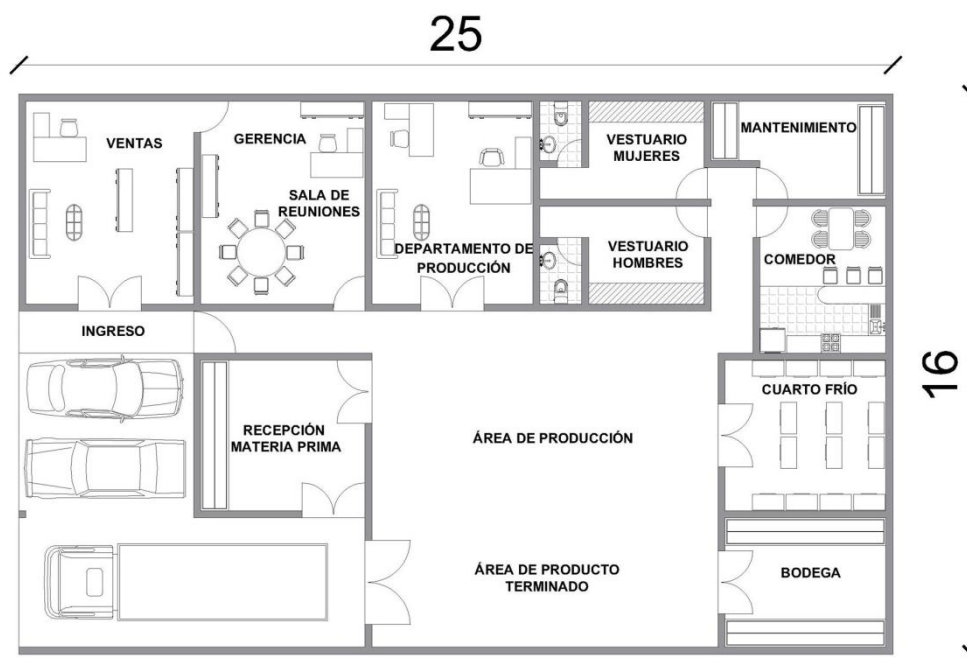 25
VENTAS
GERENCIA
SALA DE
REUNIONES
DEPARTAMENTO DE
PRODUCCIÓN
VESTUARIO
MUJERES
MANTENIMIENTO
VESTUARIO
HOMBRES
COMEDOR
INGRESO
16
CUARTO FRÍO
RECEPCIÓN
MATERIA PRIMA
ÁREA DE PRODUCCIÓN
ÁREA DE PRODUCTO
TERMINADO
BODEGA